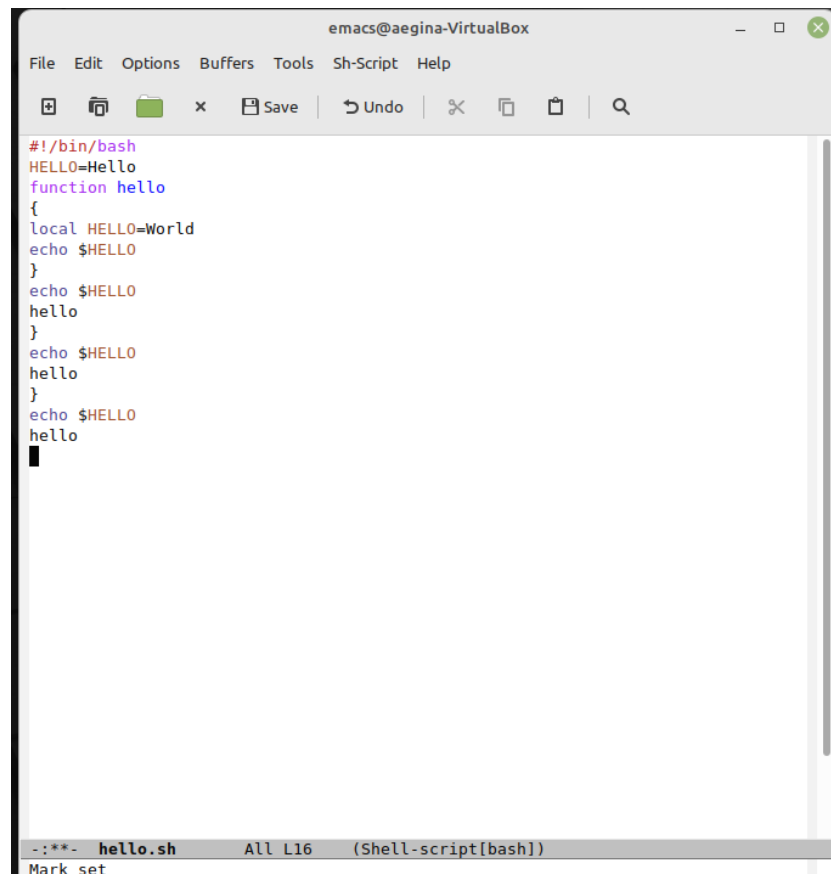 emacs@aegina-VirtualBox
File Edit Options Buffers Tools Sh-Script Help
Save Undo
#!/bin/bash
HELLO=Hello
function hello
{
local HELLO=World
echo $HELLO
}
echo $HELLO
hello
}
echo $HELLO
hello
}
echo $HELLO
hello
-:**- hello.sh All L16 (Shell-script[bash])
Mark set